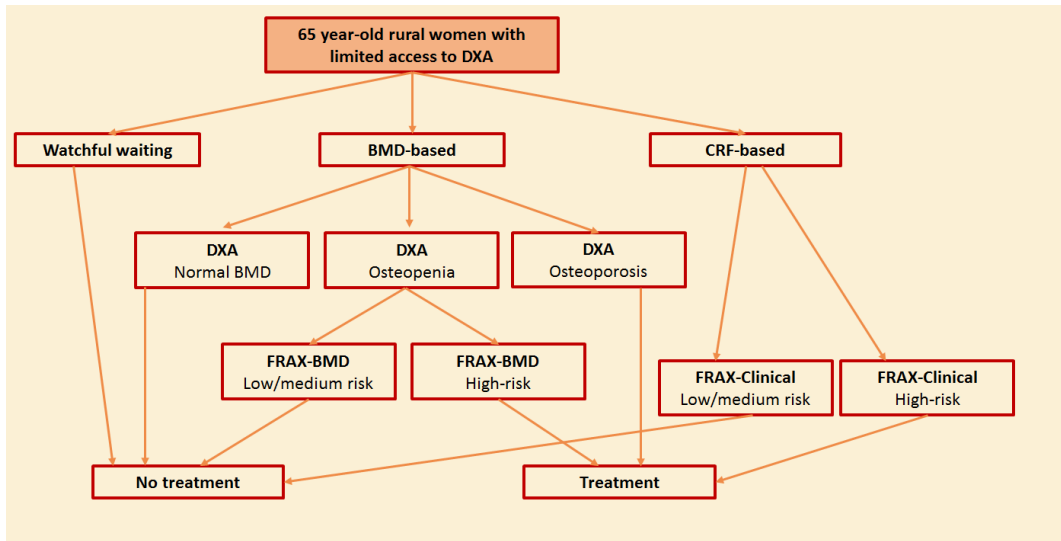 65 year-old rural women with
limited access to DXA
Watchful waiting
BMD-based
CRF-based
DXA
Normal BMD
DXA
Osteopenia
DXA
Osteoporosis
FRAX-BMD
Low/medium risk
FRAX-BMD
High-risk
FRAX-Clinical
Low/medium risk
FRAX-Clinical
High-risk
No treatment
Treatment